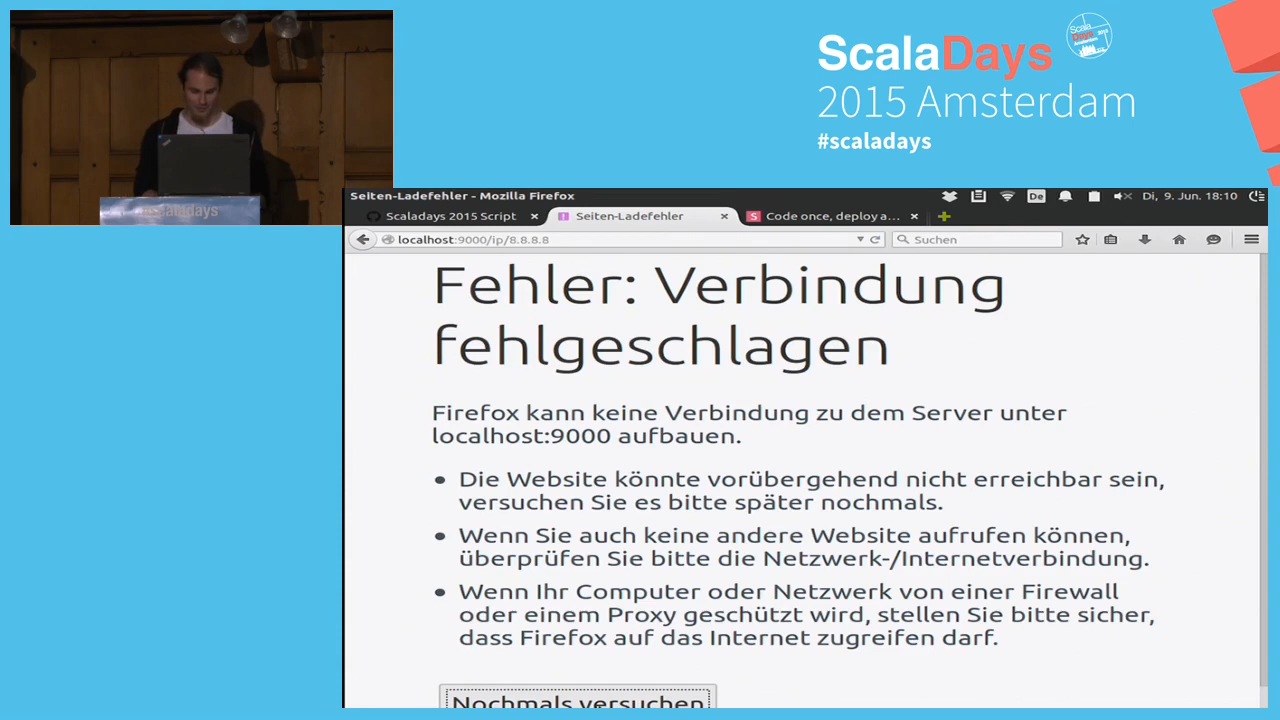 ScalaDays
2015 Amsterdam
#scaladays
Seiten-Ladefehler - Mozilla Firefox
De
Di, 9. Jun. 18:10
Scaladays 2015 Script
Seiten-Ladefehler
Code once, deploy a...
localhost:9000/ip/8.8.8.8
Suchen
Fehler: Verbindung
fehlgeschlagen
Firefox kann keine Verbindung zu dem Server unter
localhost:9000 aufbauen.
• Die Website könnte vorübergehend nicht erreichbar sein,
versuchen Sie es bitte später nochmals.
• Wenn Sie auch keine andere Website aufrufen können,
überprüfen Sie bitte die Netzwerk-/Internetverbindung.
• Wenn Ihr Computer oder Netzwerk von einer Firewall
oder einem Proxy geschützt wird, stellen Sie bitte sicher,
dass Firefox auf das Internet zugreifen darf.
Nochmals versuchen